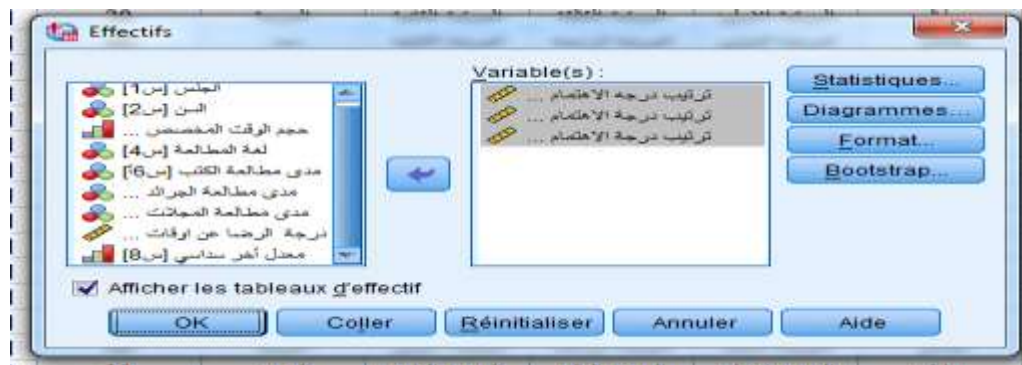 Effectifs
Variable(s) :
الجنس [س1]
السن [س2]
حجم الوقت المخصص ...
لغة المطالعة [س4]
مدى مطالعة الكتب [س6]
مدى مطالعة الجرائد ...
مدى مطالعة المجلات ...
درجة الرضا عن اوقات ...
معدل أخر سداسي [س8]
ترتيب درجة الاهتمام ...
ترتيب درجة الاهتمام ...
ترتيب درجة الاهتمام ...
Statistiques...
Diagrammes...
Format...
Bootstrap...
Afficher les tableaux d'effectif
OK
Coller
Réinitialiser
Annuler
Aide